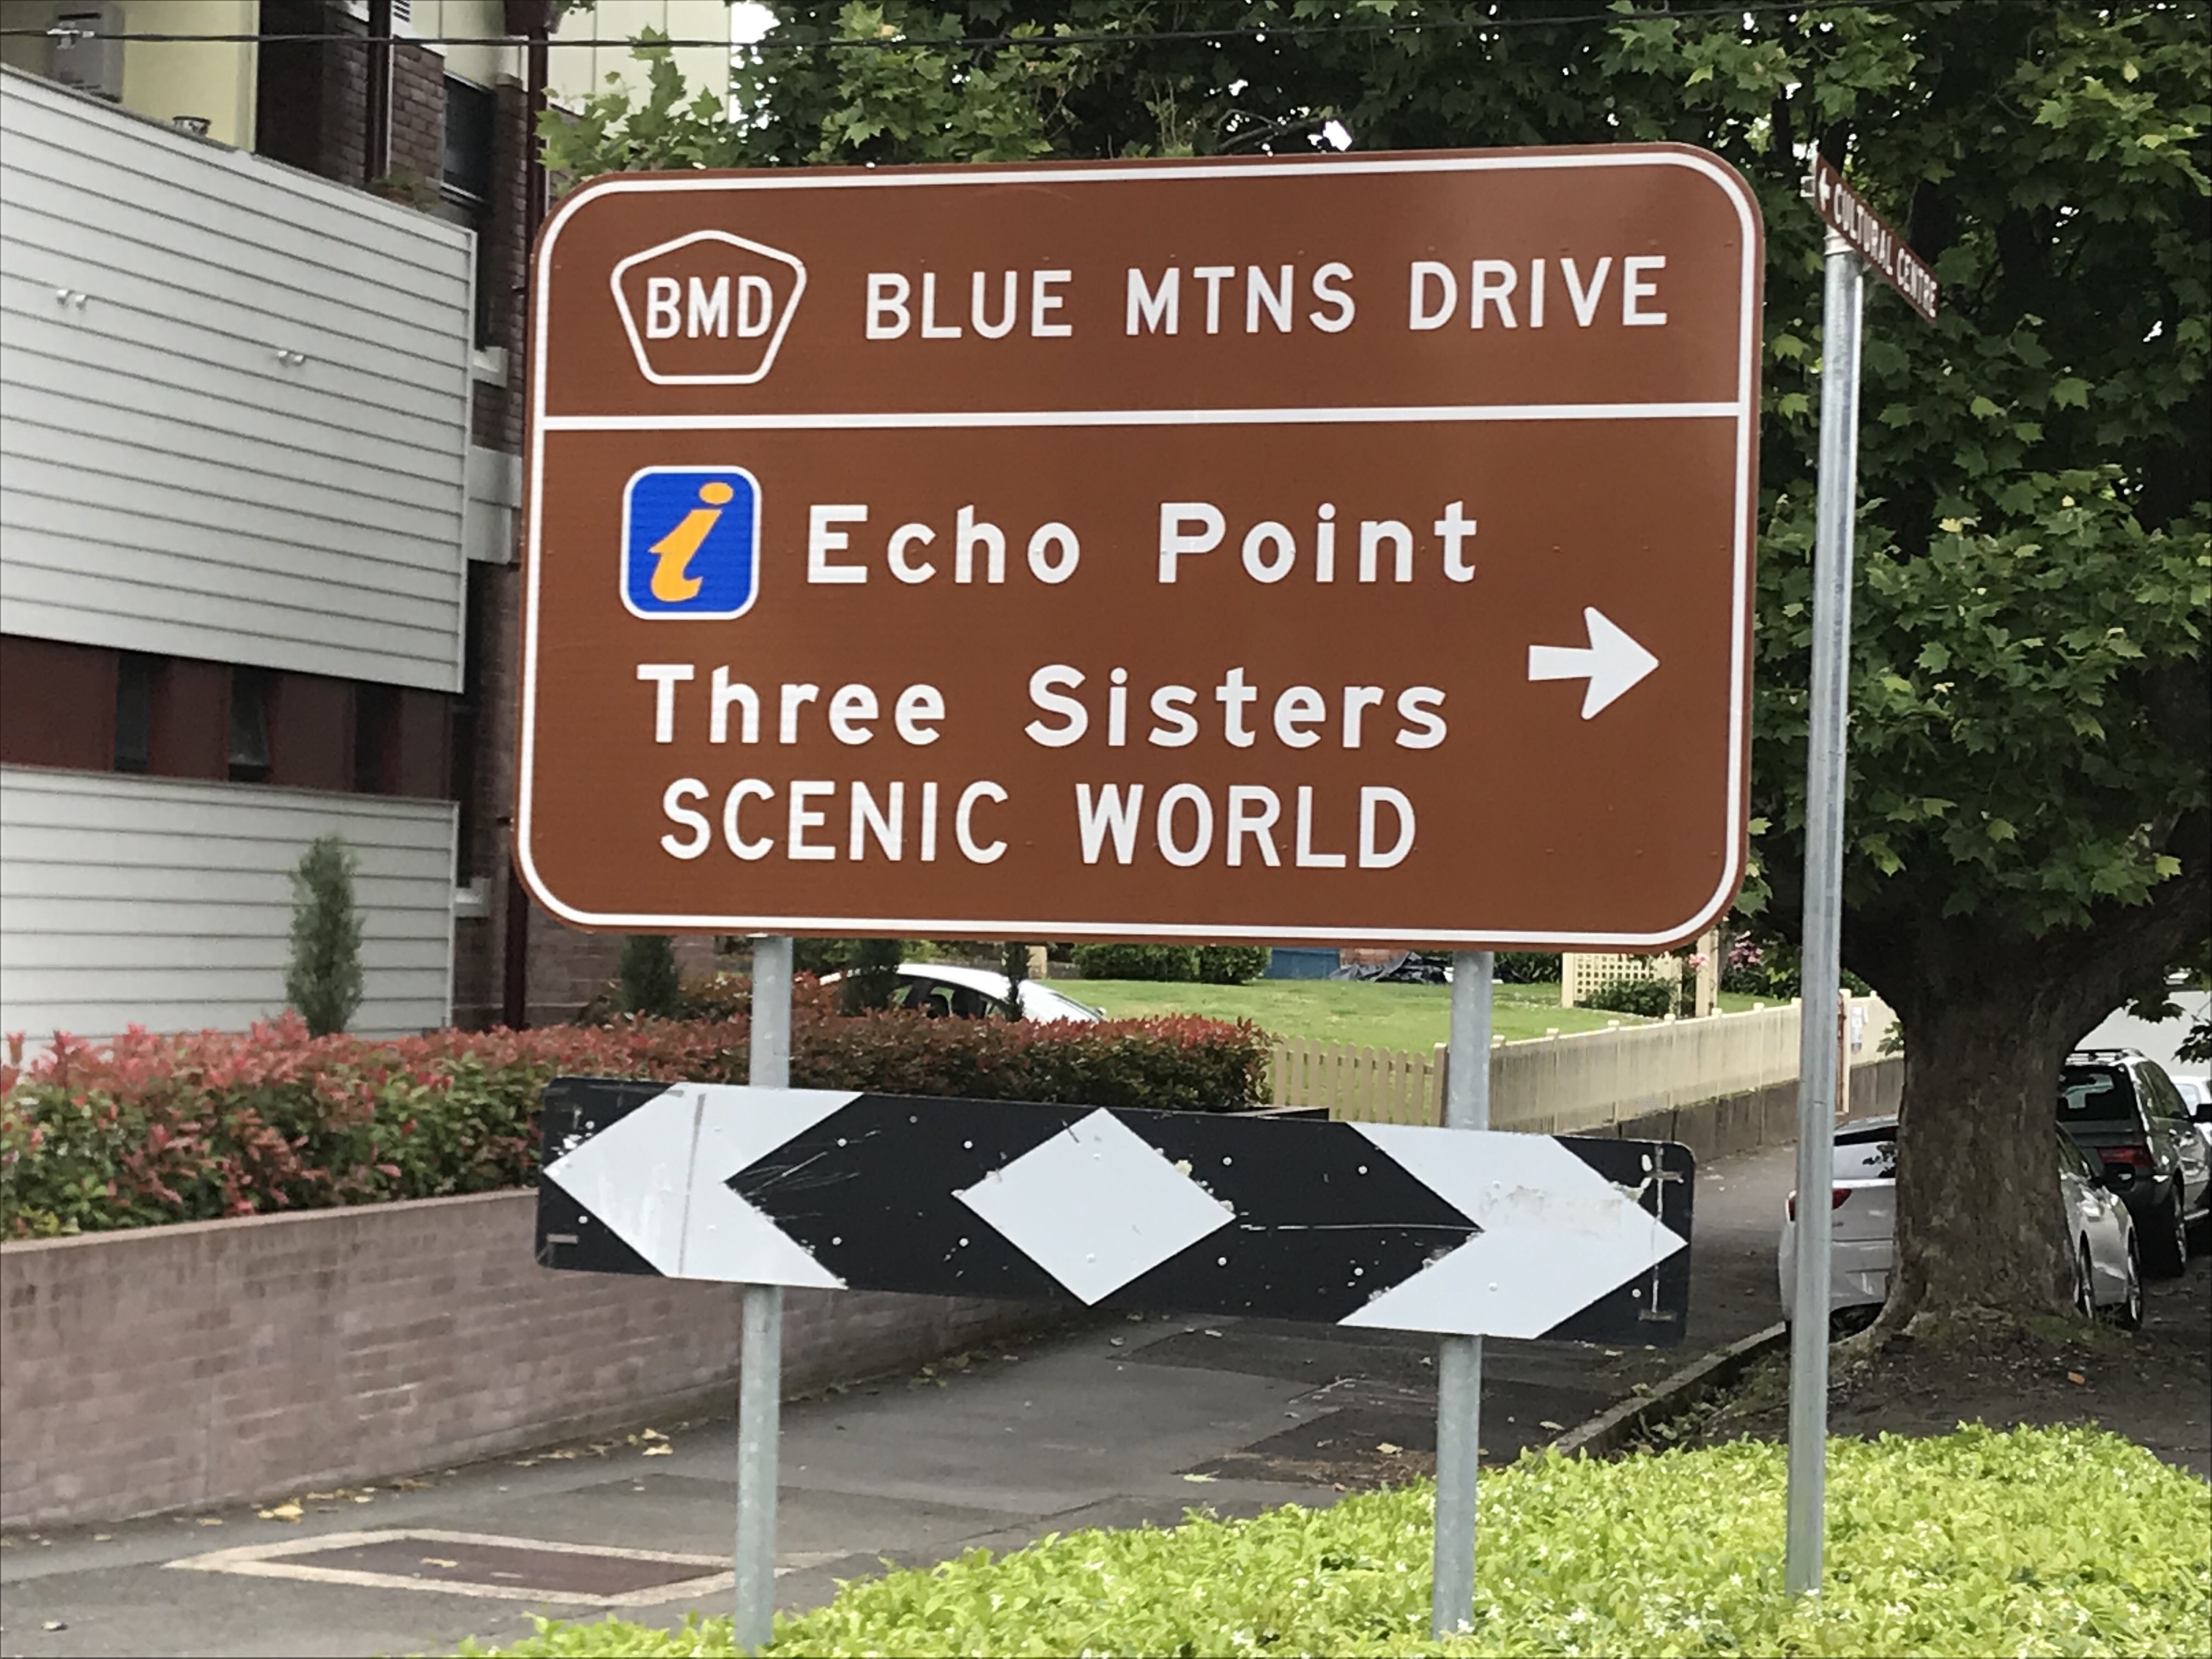 BMD BLUE MTNS DRIVE
i Echo Point
Three Sisters
SCENIC WORLD
CULTURAL CENTRE